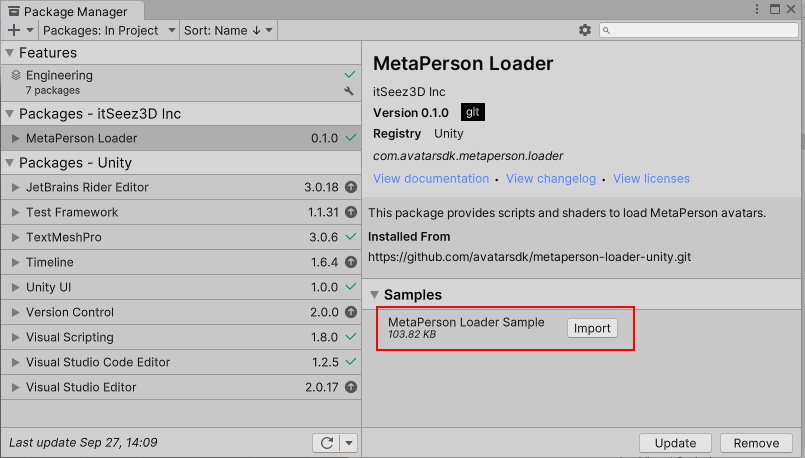 Package Manager
Packages: In Project
Sort: Name ↓
Features
Engineering
7 packages
Packages - itSeez3D Inc
MetaPerson Loader 0.1.0
Packages - Unity
JetBrains Rider Editor 3.0.18
Test Framework 1.1.31
TextMeshPro 3.0.6
Timeline 1.6.4
Unity UI 1.0.0
Version Control 2.0.0
Visual Scripting 1.8.0
Visual Studio Code Editor 1.2.5
Visual Studio Editor 2.0.17
Last update Sep 27, 14:09
MetaPerson Loader
itSeez3D Inc
Version 0.1.0 git
Registry Unity
com.avatarsdk.metaperson.loader
View documentation • View changelog • View licenses
This package provides scripts and shaders to load MetaPerson avatars.
Installed From
https://github.com/avatarsdk/metaperson-loader-unity.git
Samples
MetaPerson Loader Sample
103.82 KB
Import
Update Remove